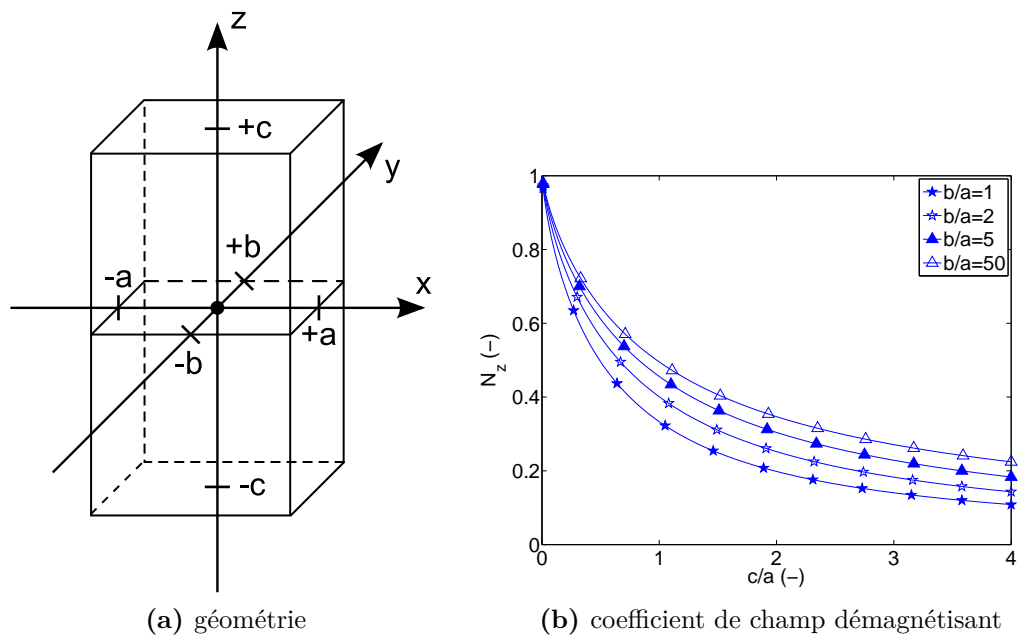 z
+c
y
+b
-a
x
+a
-b
-c
(a) géométrie
1
0.8
0.6
0.4
0.2
0
0
1
2
3
4
N_z (−)
c/a (−)
b/a=1
b/a=2
b/a=5
b/a=50
(b) coefficient de champ démagnétisant